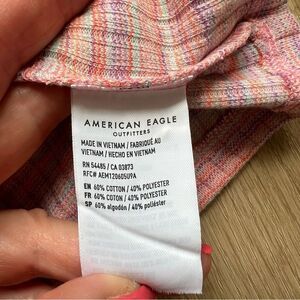 AMERICAN EAGLE
OUTFITTERS
MADE IN VIETNAM / FABRIQUÉ AU
VIETNAM / HECHO EN VIETNAM
RN 54485 / CA 03873
RFC# AEM120605U9A
EN 60% COTTON / 40% POLYESTER
FR 60% COTON / 40% POLYESTER
SP 60% algodón / 40% poliéster